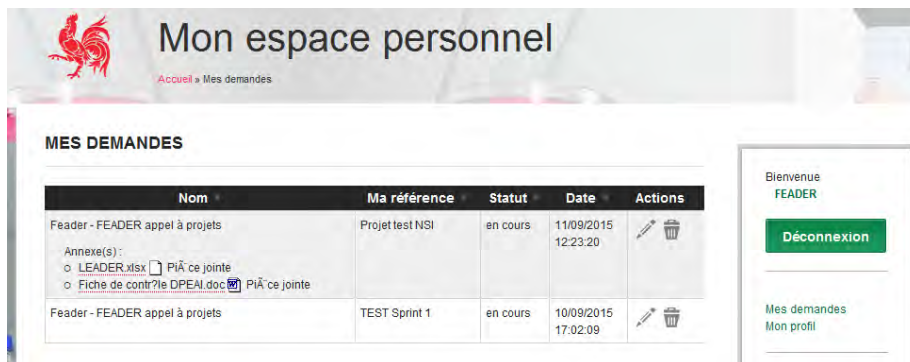 Mon espace personnel
Accueil » Mes demandes
MES DEMANDES
Nom Ma référence Statut Date Actions
Feader - FEADER appel à projets Projet test NSI en cours 11/09/2015
12:23:20
Annexe(s) :
LEADER.xlsx PiÃ¨ce jointe
Fiche de contr?le DPEAI.doc PiÃ¨ce jointe
Feader - FEADER appel à projets TEST Sprint 1 en cours 10/09/2015
17:02:09
Bienvenue
FEADER
Déconnexion
Mes demandes
Mon profil